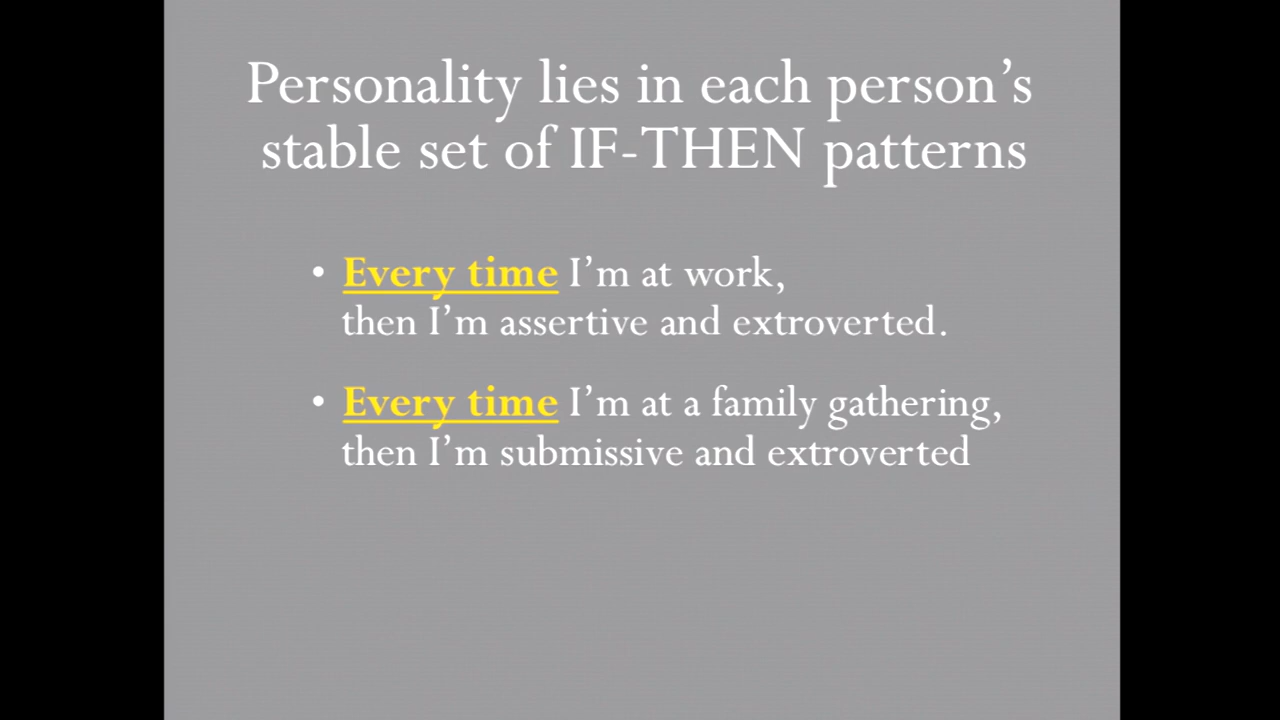 Personality lies in each person’s
stable set of IF-THEN patterns
• Every time I’m at work,
then I’m assertive and extroverted.
• Every time I’m at a family gathering,
then I’m submissive and extroverted